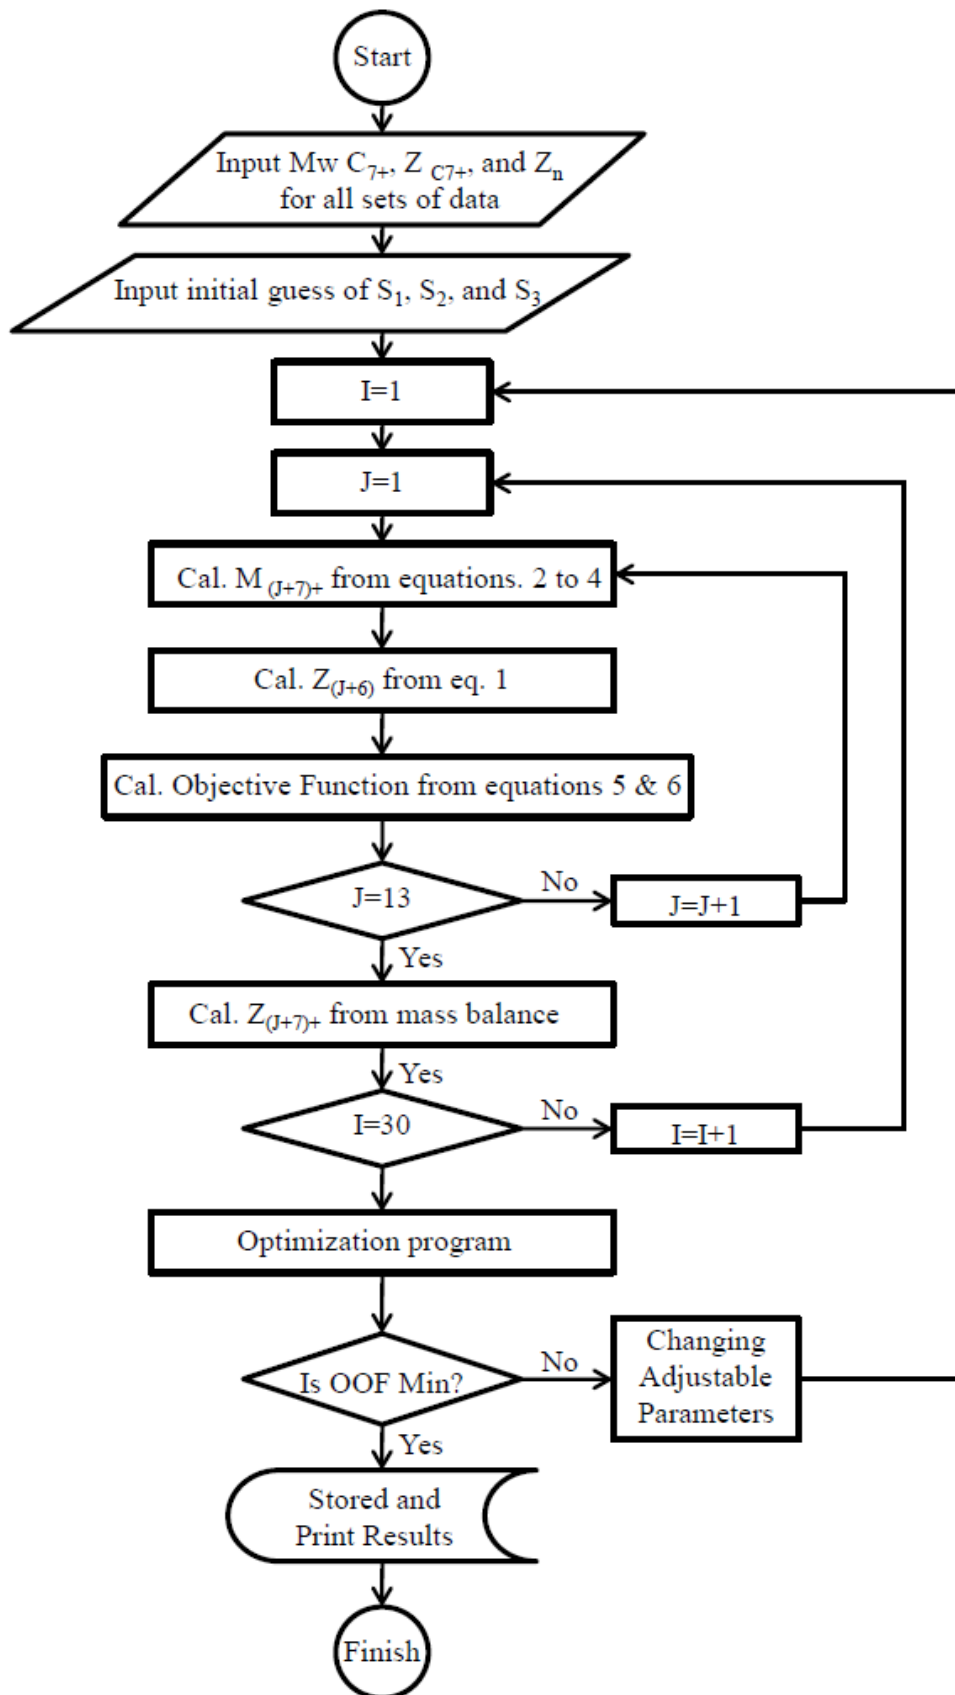 Start
Input Mw C7+, Z C7+, and Zn
for all sets of data
Input initial guess of S1, S2, and S3
I=1
J=1
Cal. M (J+7)+ from equations. 2 to 4
Cal. Z(J+6) from eq. 1
Cal. Objective Function from equations 5 & 6
J=13
No
J=J+1
Yes
Cal. Z(J+7)+ from mass balance
Yes
I=30
No
I=I+1
Optimization program
Is OOF Min?
No
Changing
Adjustable
Parameters
Yes
Stored and
Print Results
Finish